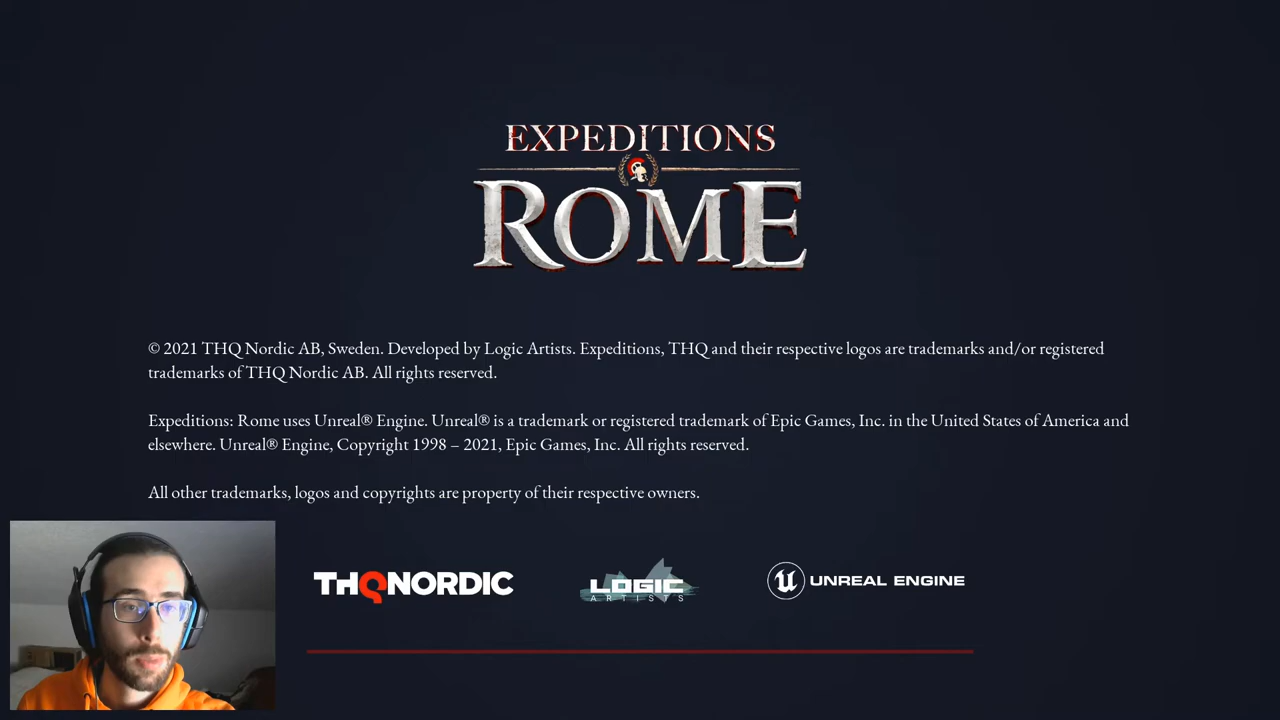 EXPEDITIONS
ROME
© 2021 THQ Nordic AB, Sweden. Developed by Logic Artists. Expeditions, THQ and their respective logos are trademarks and/or registered
trademarks of THQ Nordic AB. All rights reserved.
Expeditions: Rome uses Unreal® Engine. Unreal® is a trademark or registered trademark of Epic Games, Inc. in the United States of America and
elsewhere. Unreal® Engine, Copyright 1998 – 2021, Epic Games, Inc. All rights reserved.
All other trademarks, logos and copyrights are property of their respective owners.
THQ NORDIC
LOGIC
ARTISTS
UNREAL ENGINE